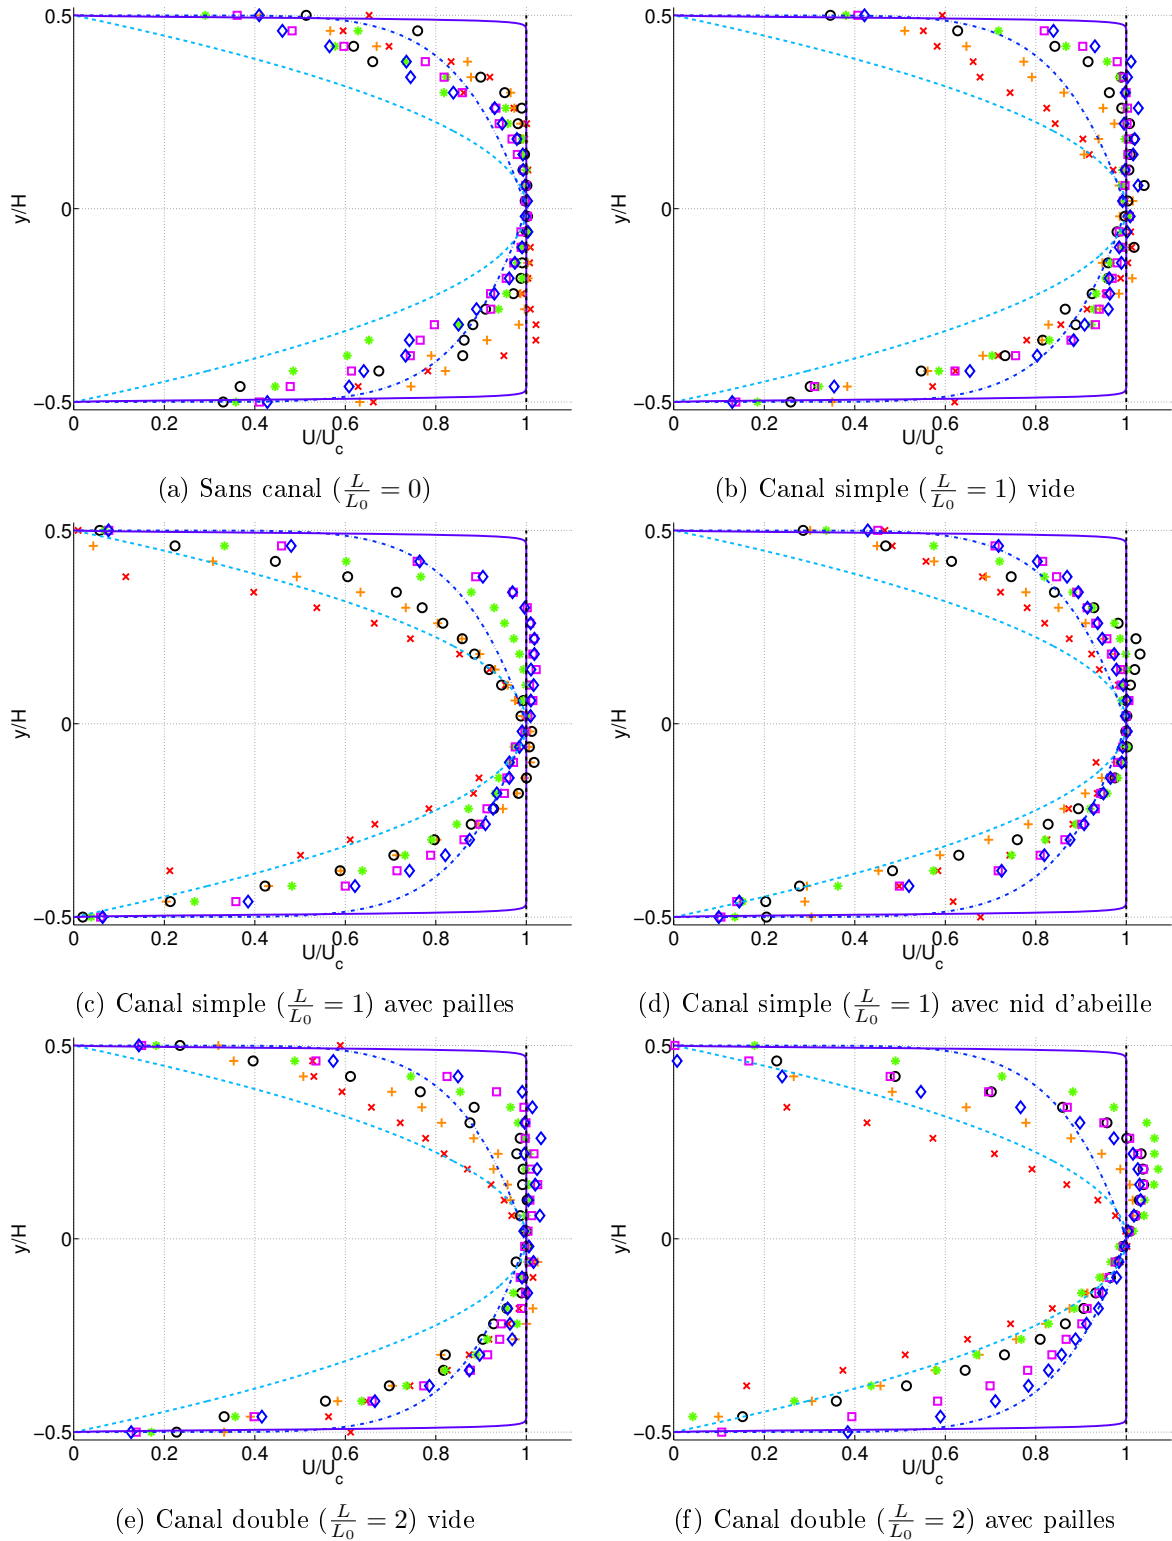 0.5
0
−0.5
y/H
0 0.2 0.4 0.6 0.8 1
U/U_c
(a) Sans canal (L/L₀ = 0)
0.5
0
−0.5
y/H
0 0.2 0.4 0.6 0.8 1
U/U_c
(b) Canal simple (L/L₀ = 1) vide
0.5
0
−0.5
y/H
0 0.2 0.4 0.6 0.8 1
U/U_c
(c) Canal simple (L/L₀ = 1) avec pailles
0.5
0
−0.5
y/H
0 0.2 0.4 0.6 0.8 1
U/U_c
(d) Canal simple (L/L₀ = 1) avec nid d'abeille
0.5
0
−0.5
y/H
0 0.2 0.4 0.6 0.8 1
U/U_c
(e) Canal double (L/L₀ = 2) vide
0.5
0
−0.5
y/H
0 0.2 0.4 0.6 0.8 1
U/U_c
(f) Canal double (L/L₀ = 2) avec pailles